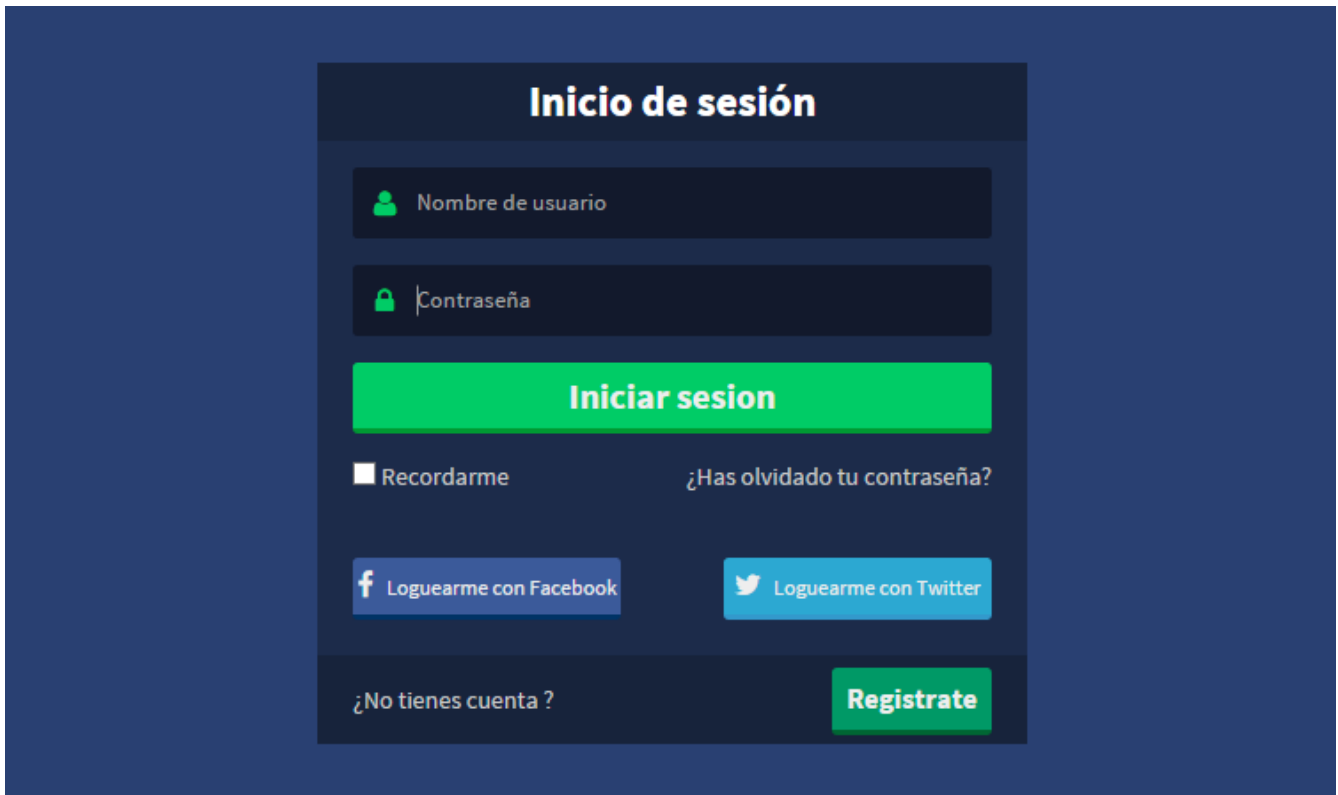 Inicio de sesión
Nombre de usuario
Contraseña
Iniciar sesion
Recordarme
¿Has olvidado tu contraseña?
Loguearme con Facebook
Loguearme con Twitter
¿No tienes cuenta ?
Registrate